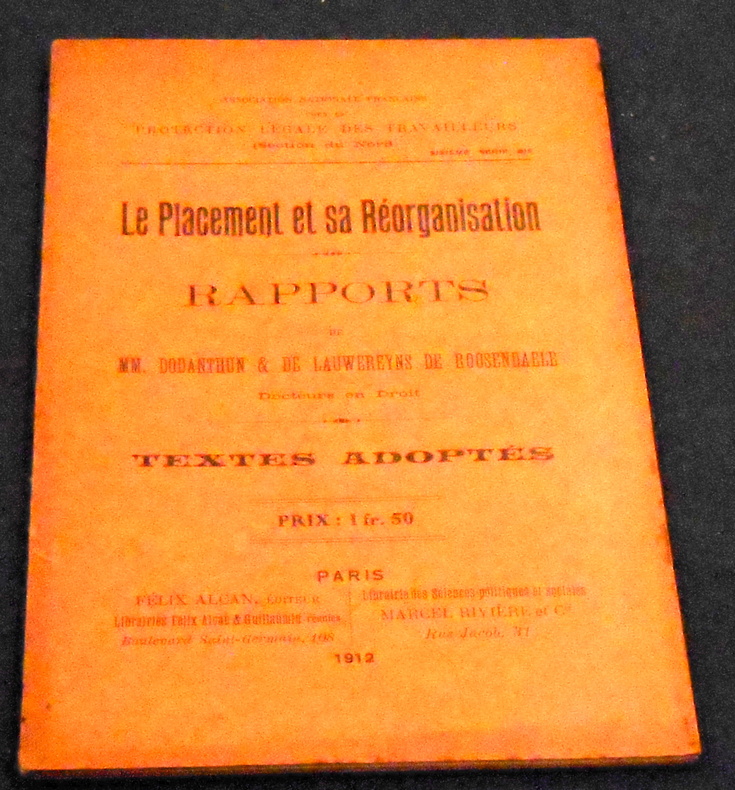 ASSOCIATION NATIONALE FRANÇAISE
POUR LA
PROTECTION LÉGALE DES TRAVAILLEURS
(Section du Nord)
Le Placement et sa Réorganisation
RAPPORTS
DE
MM. DODANTHUN & DE LAUWEREYNS DE ROOSENDAELE
Docteurs en Droit
TEXTES ADOPTÉS
PRIX : 1 fr. 50
PARIS
FÉLIX ALCAN, ÉDITEUR
Librairies Félix Alcan & Guillaumin réunies
Boulevard Saint-Germain, 108
Librairie des Sciences politiques et sociales
MARCEL RIVIÈRE et Cie
Rue Jacob, 31
1912